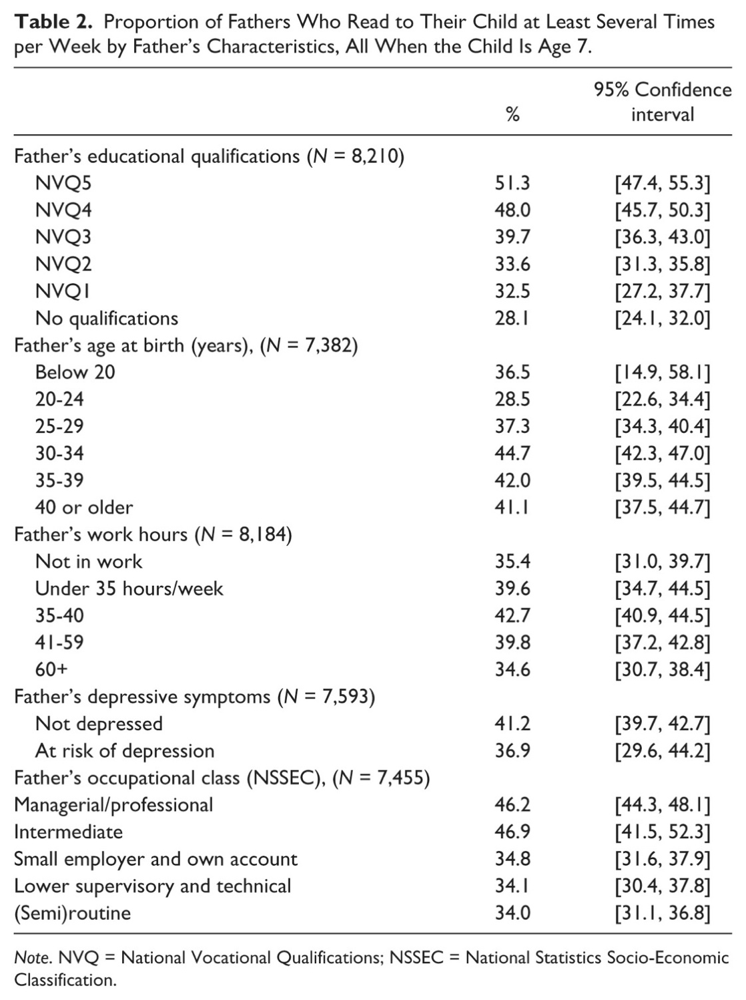 Table 2. Proportion of Fathers Who Read to Their Child at Least Several Times
per Week by Father's Characteristics, All When the Child Is Age 7.
% 95% Confidence interval
Father's educational qualifications (N = 8,210)
NVQ5 51.3 [47.4, 55.3]
NVQ4 48.0 [45.7, 50.3]
NVQ3 39.7 [36.3, 43.0]
NVQ2 33.6 [31.3, 35.8]
NVQ1 32.5 [27.2, 37.7]
No qualifications 28.1 [24.1, 32.0]
Father's age at birth (years), (N = 7,382)
Below 20 36.5 [14.9, 58.1]
20-24 28.5 [22.6, 34.4]
25-29 37.3 [34.3, 40.4]
30-34 44.7 [42.3, 47.0]
35-39 42.0 [39.5, 44.5]
40 or older 41.1 [37.5, 44.7]
Father's work hours (N = 8,184)
Not in work 35.4 [31.0, 39.7]
Under 35 hours/week 39.6 [34.7, 44.5]
35-40 42.7 [40.9, 44.5]
41-59 39.8 [37.2, 42.8]
60+ 34.6 [30.7, 38.4]
Father's depressive symptoms (N = 7,593)
Not depressed 41.2 [39.7, 42.7]
At risk of depression 36.9 [29.6, 44.2]
Father's occupational class (NSSEC), (N = 7,455)
Managerial/professional 46.2 [44.3, 48.1]
Intermediate 46.9 [41.5, 52.3]
Small employer and own account 34.8 [31.6, 37.9]
Lower supervisory and technical 34.1 [30.4, 37.8]
(Semi)routine 34.0 [31.1, 36.8]
Note. NVQ = National Vocational Qualifications; NSSEC = National Statistics Socio-Economic
Classification.